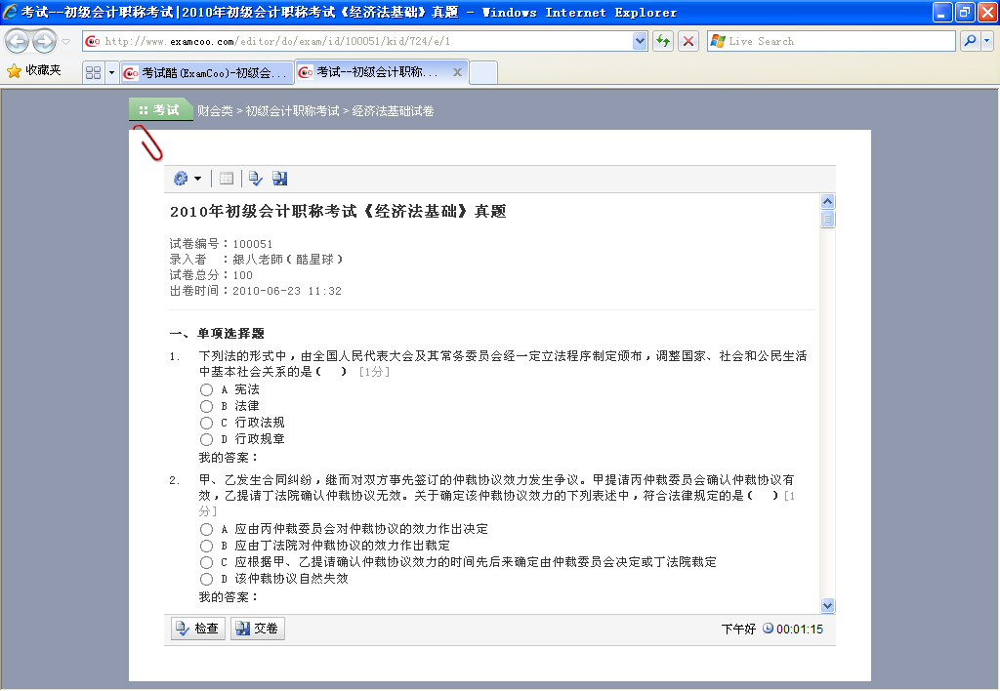 考试--初级会计职称考试|2010年初级会计职称考试《经济法基础》真题 - Windows Internet Explorer
http://www.examcoo.com/editor/do/exam/id/100051/kid/724/e/1
Live Search
收藏夹
考试酷(ExamCoo)-初级会...
考试--初级会计职称...
考试
财会类 > 初级会计职称考试 > 经济法基础试卷
2010年初级会计职称考试《经济法基础》真题
试卷编号：100051
录入者 ：銀八老師(酷星球)
试卷总分：100
出卷时间：2010-06-23 11:32
一、单项选择题
1. 下列法的形式中，由全国人民代表大会及其常务委员会经一定立法程序制定颁布，调整国家、社会和公民生活
中基本社会关系的是( ) [1分]
A 宪法
B 法律
C 行政法规
D 行政规章
我的答案：
2. 甲、乙发生合同纠纷，继而对双方事先签订的仲裁协议效力发生争议。甲提请丙仲裁委员会确认仲裁协议有
效，乙提请丁法院确认仲裁协议无效。关于确定该仲裁协议效力的下列表述中，符合法律规定的是( )[1
分]
A 应由丙仲裁委员会对仲裁协议的效力作出决定
B 应由丁法院对仲裁协议的效力作出裁定
C 应根据甲、乙提请确认仲裁协议效力的时间先后来确定由仲裁委员会决定或丁法院裁定
D 该仲裁协议自然失效
我的答案：
检查
交卷
下午好 00:01:15